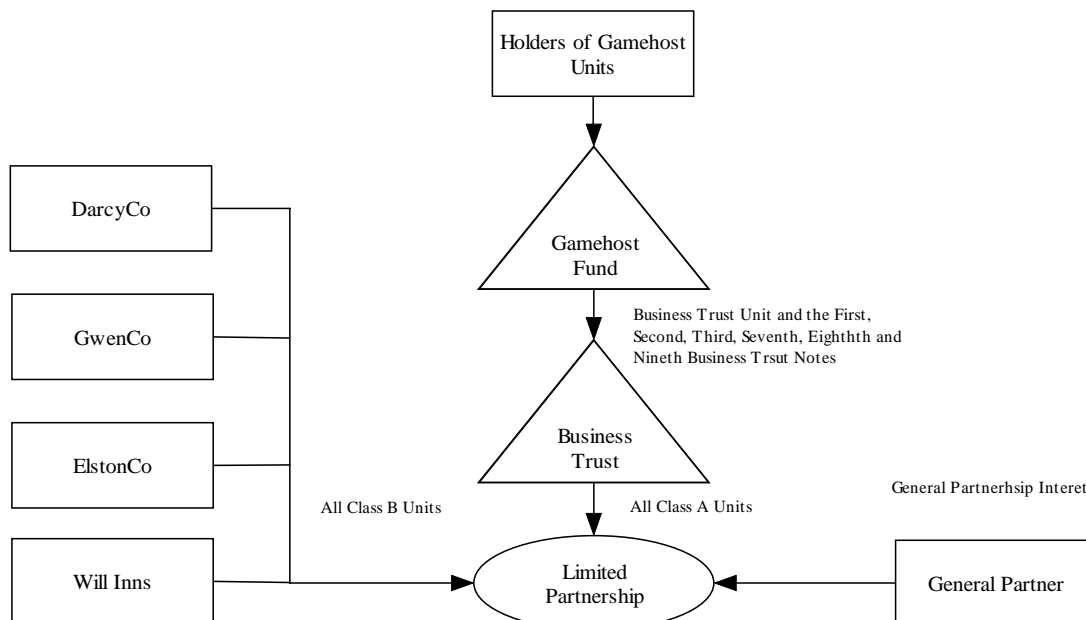 Holders of Gamehost
Units
DarcyCo
Gamehost
Fund
Business Trust Unit and the First,
Second, Third, Seventh, Eighthth and
Nineth Business Trsut Notes
GwenCo
ElstonCo
Business
Trust
All Class B Units
All Class A Units
General Partnerhsip Interet
Will Inns
Limited
Partnership
General Partner